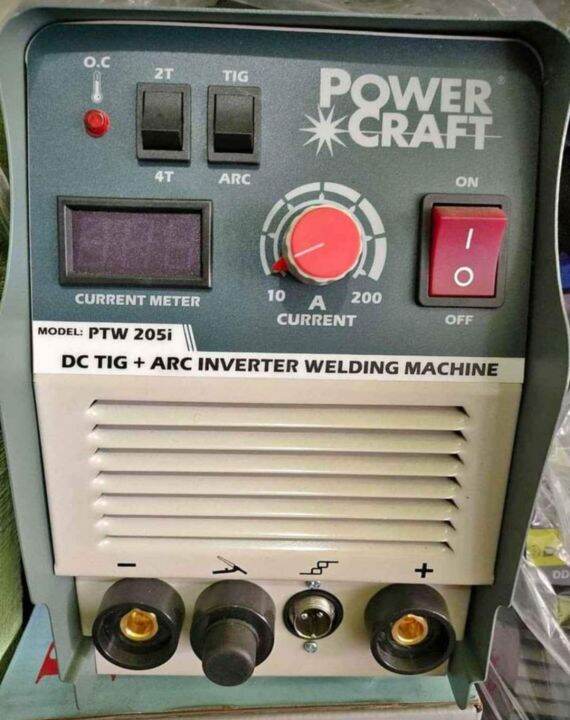 O.C
2T
TIG
4T
ARC
POWER
CRAFT
®
ON
I
O
OFF
CURRENT METER
10
A
200
CURRENT
MODEL: PTW 205i
DC TIG + ARC INVERTER WELDING MACHINE
-
+